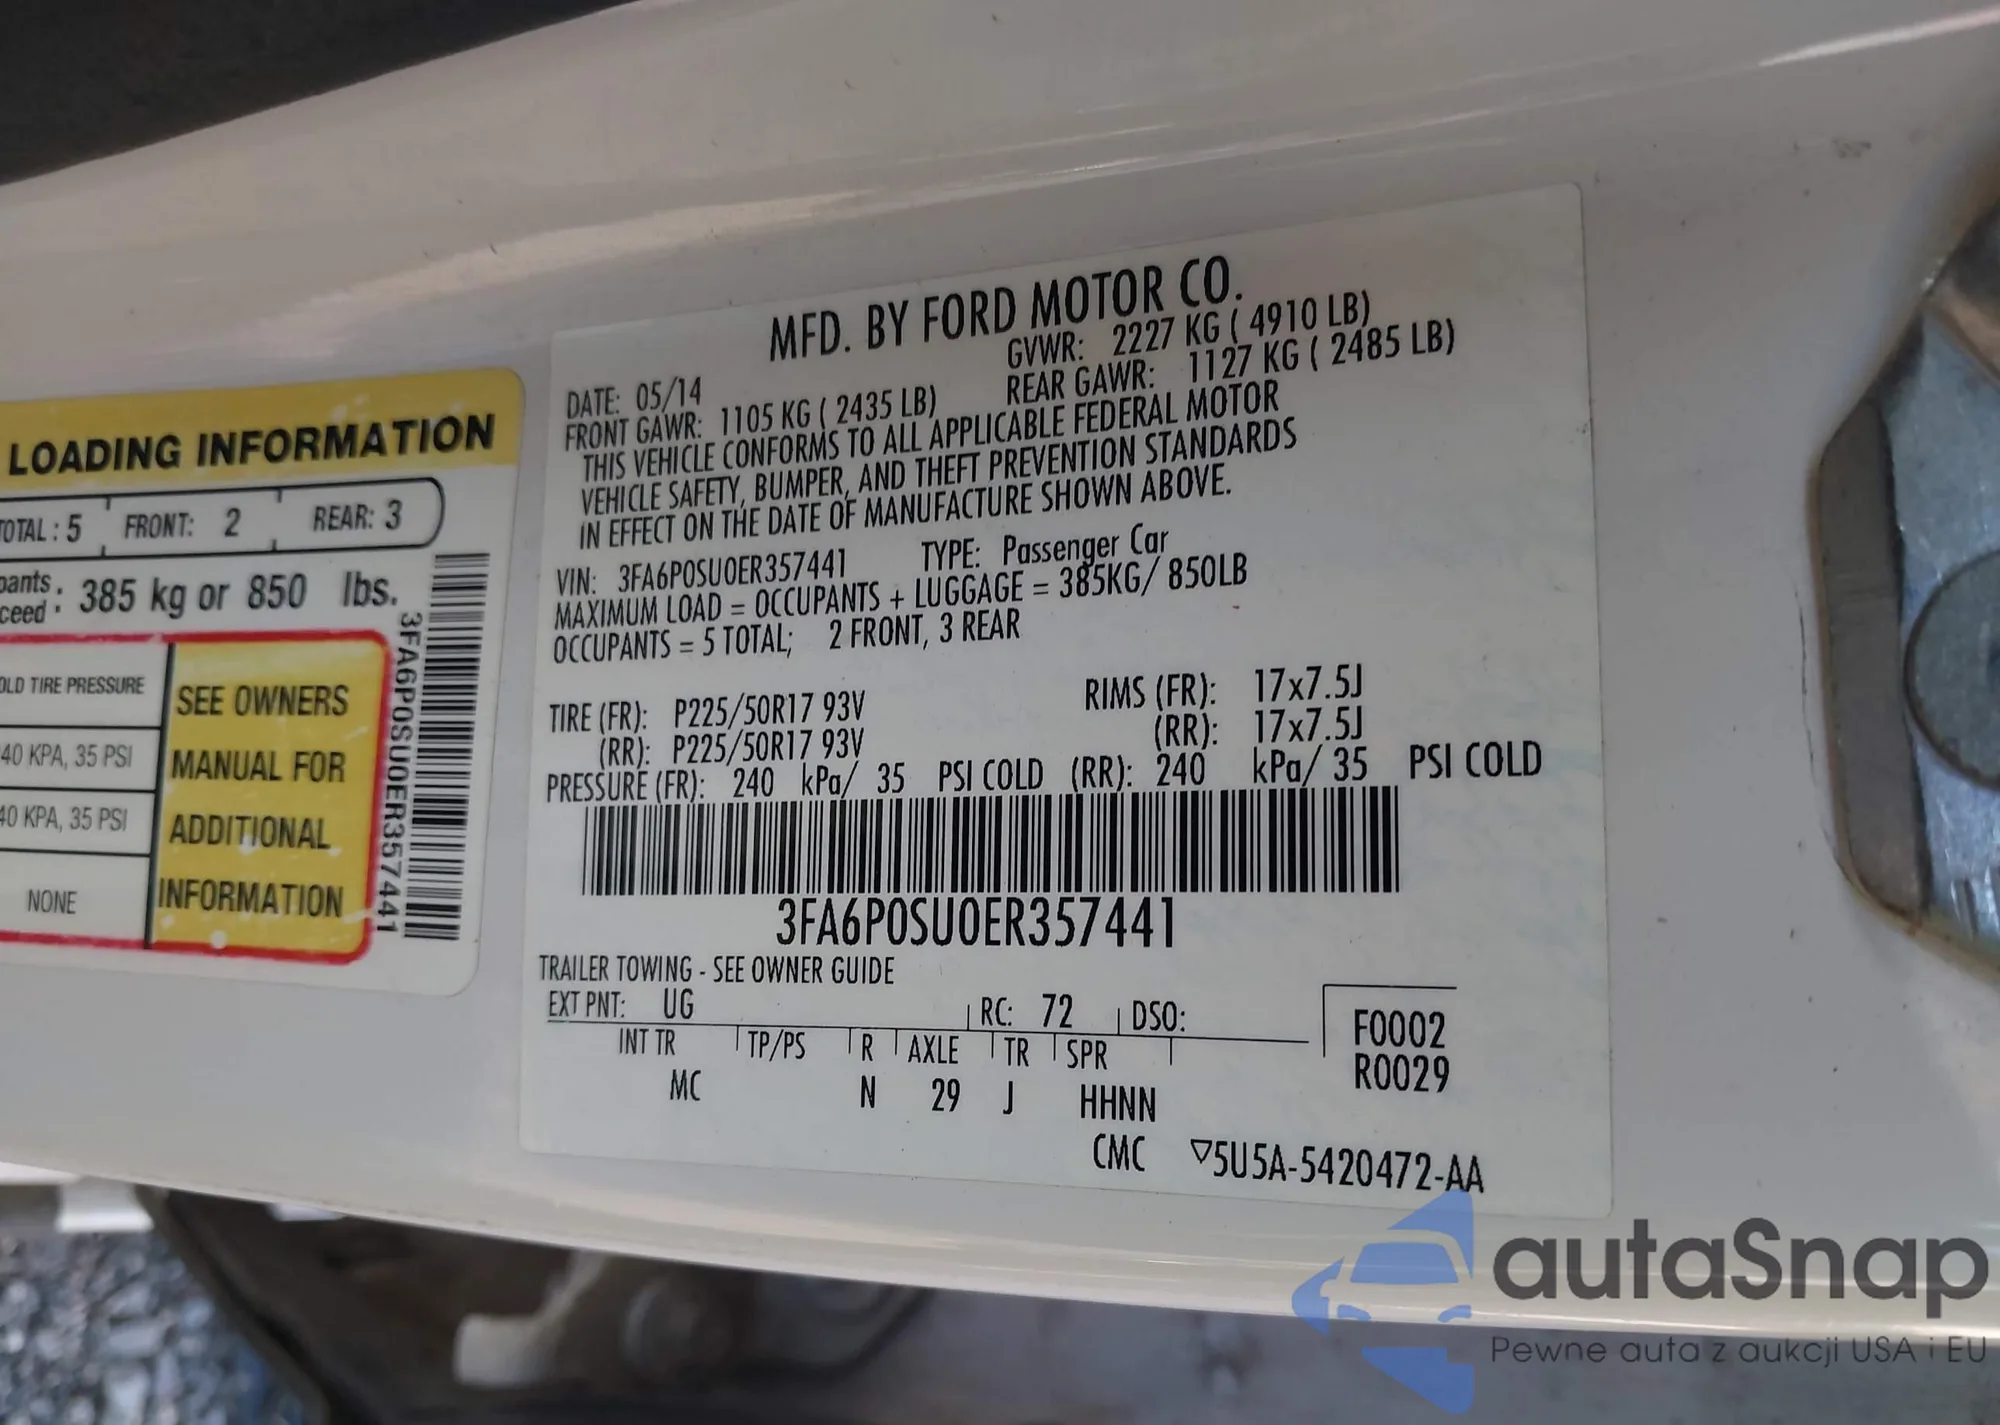 LOADING INFORMATION
TOTAL : 5 FRONT: 2 REAR: 3
385 kg or 850 lbs.
TIRE PRESSURE
SEE OWNERS
MANUAL FOR
ADDITIONAL
INFORMATION
KPA, 35 PSI
KPA, 35 PSI
NONE
3FA6P0SU0ER357441
MFD. BY FORD MOTOR CO.
DATE: 05/14 GVWR: 2227 KG ( 4910 LB)
FRONT GAWR: 1105 KG ( 2435 LB) REAR GAWR: 1127 KG ( 2485 LB)
THIS VEHICLE CONFORMS TO ALL APPLICABLE FEDERAL MOTOR
VEHICLE SAFETY, BUMPER, AND THEFT PREVENTION STANDARDS
IN EFFECT ON THE DATE OF MANUFACTURE SHOWN ABOVE.
VIN: 3FA6P0SU0ER357441 TYPE: Passenger Car
MAXIMUM LOAD = OCCUPANTS + LUGGAGE = 385KG/ 850LB
OCCUPANTS = 5 TOTAL; 2 FRONT, 3 REAR
TIRE (FR): P225/50R17 93V RIMS (FR): 17x7.5J
(RR): P225/50R17 93V (RR): 17x7.5J
PRESSURE (FR): 240 kPa/ 35 PSI COLD (RR): 240 kPa/ 35 PSI COLD
3FA6P0SU0ER357441
TRAILER TOWING - SEE OWNER GUIDE
EXT PNT: UG RC: 72 DSO:
INT TR TP/PS R AXLE TR SPR
MC N 29 J HHNN
F0002
R0029
CMC ▽5U5A-5420472-AA
autaSnap
Pewne auta z aukcji USA i EU